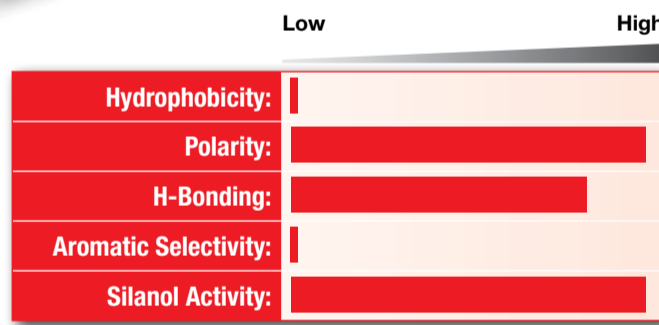 Low High
Hydrophobicity:
Polarity:
H-Bonding:
Aromatic Selectivity:
Silanol Activity: